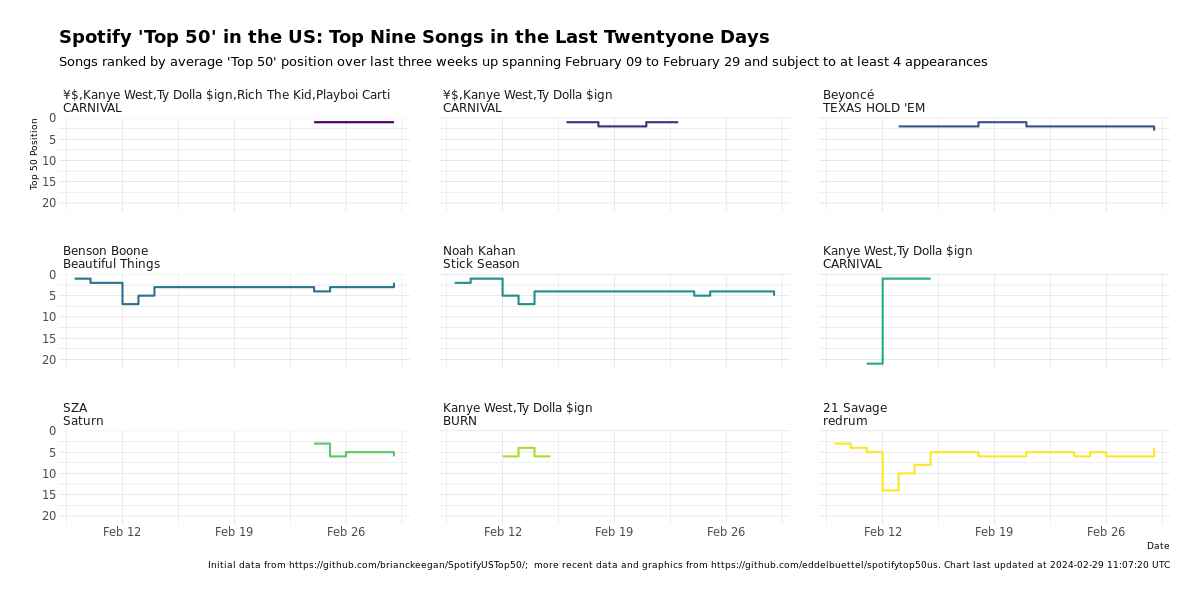 Spotify 'Top 50' in the US: Top Nine Songs in the Last Twentyone Days
Songs ranked by average 'Top 50' position over last three weeks up spanning February 09 to February 29 and subject to at least 4 appearances
¥$,Kanye West,Ty Dolla $ign,Rich The Kid,Playboi Carti
CARNIVAL
¥$,Kanye West,Ty Dolla $ign
CARNIVAL
Beyoncé
TEXAS HOLD 'EM
Top 50 Position
0
5
10
15
20
Benson Boone
Beautiful Things
Noah Kahan
Stick Season
Kanye West,Ty Dolla $ign
CARNIVAL
0
5
10
15
20
SZA
Saturn
Kanye West,Ty Dolla $ign
BURN
21 Savage
redrum
0
5
10
15
20
Feb 12 Feb 19 Feb 26
Feb 12 Feb 19 Feb 26
Feb 12 Feb 19 Feb 26
Date
Initial data from https://github.com/brianckeegan/SpotifyUSTop50/;  more recent data and graphics from https://github.com/eddelbuettel/spotifytop50us. Chart last updated at 2024-02-29 11:07:20 UTC